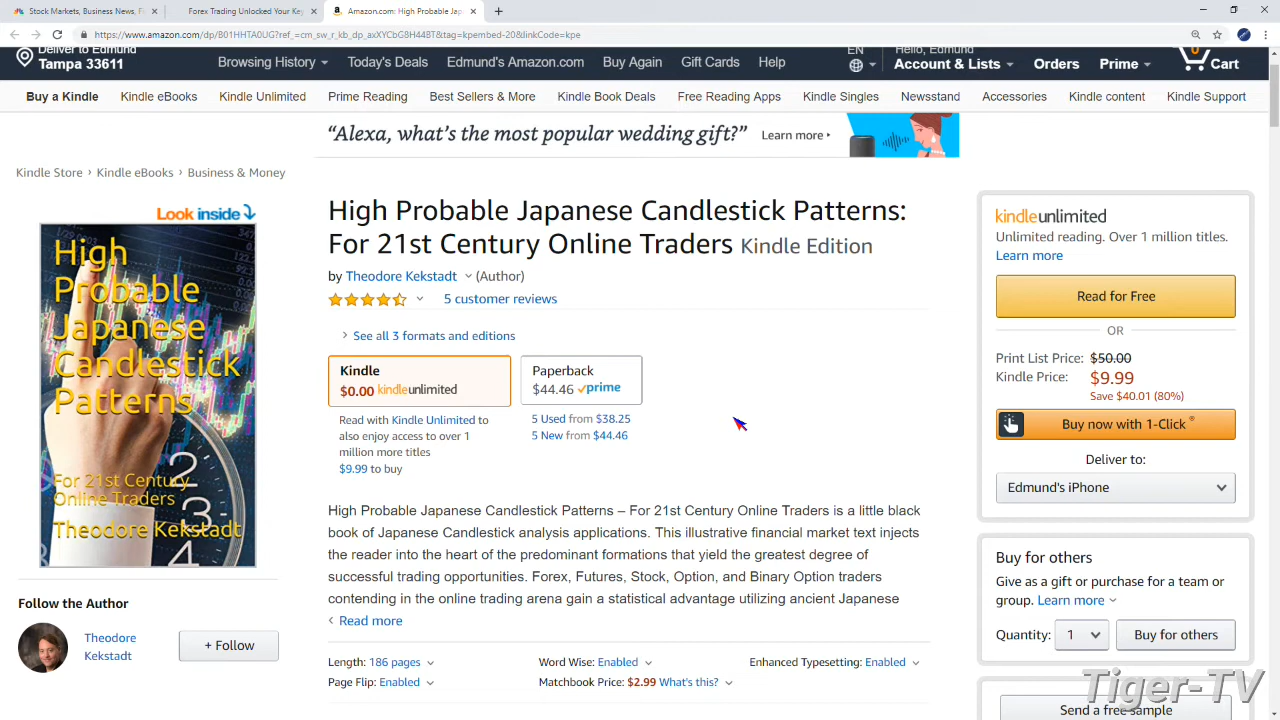 Stock Markets, Business News, F
Forex Trading Unlocked Your Key
Amazon.com: High Probable Jap
https://www.amazon.com/dp/B01HHTA0UG?ref_=cm_sw_r_kb_dp_axXYCbG8H44BT&tag=kpembed-20&linkCode=kpe
Deliver to Edmund
Tampa 33611
Browsing History
Today's Deals
Edmund's Amazon.com
Buy Again
Gift Cards
Help
EN
Hello, Edmund
Account & Lists
Orders
Prime
0
Cart
Buy a Kindle
Kindle eBooks
Kindle Unlimited
Prime Reading
Best Sellers & More
Kindle Book Deals
Free Reading Apps
Kindle Singles
Newsstand
Accessories
Kindle content
Kindle Support
“Alexa, what's the most popular wedding gift?”
Learn more ▸
Kindle Store › Kindle eBooks › Business & Money
Look inside
High
Probable
Japanese
Candlestick
Patterns
For 21st Century
Online Traders
Theodore Kekstadt
2
3
4
Follow the Author
Theodore
Kekstadt
+ Follow
High Probable Japanese Candlestick Patterns:
For 21st Century Online Traders Kindle Edition
by Theodore Kekstadt (Author)
5 customer reviews
See all 3 formats and editions
Kindle
$0.00 kindleunlimited
Paperback
$44.46 prime
Read with Kindle Unlimited to
also enjoy access to over 1
million more titles
$9.99 to buy
5 Used from $38.25
5 New from $44.46
High Probable Japanese Candlestick Patterns – For 21st Century Online Traders is a little black
book of Japanese Candlestick analysis applications. This illustrative financial market text injects
the reader into the heart of the predominant formations that yield the greatest degree of
successful trading opportunities. Forex, Futures, Stock, Option, and Binary Option traders
contending in the online trading arena gain a statistical advantage utilizing ancient Japanese
Read more
Length: 186 pages
Word Wise: Enabled
Enhanced Typesetting: Enabled
Page Flip: Enabled
Matchbook Price: $2.99 What's this?
kindleunlimited
Unlimited reading. Over 1 million titles.
Learn more
Read for Free
OR
Print List Price: $50.00
Kindle Price: $9.99
Save $40.01 (80%)
Buy now with 1-Click ®
Deliver to:
Edmund's iPhone
Buy for others
Give as a gift or purchase for a team or
group. Learn more
Quantity: 1
Buy for others
Send a free sample
Tiger-TV